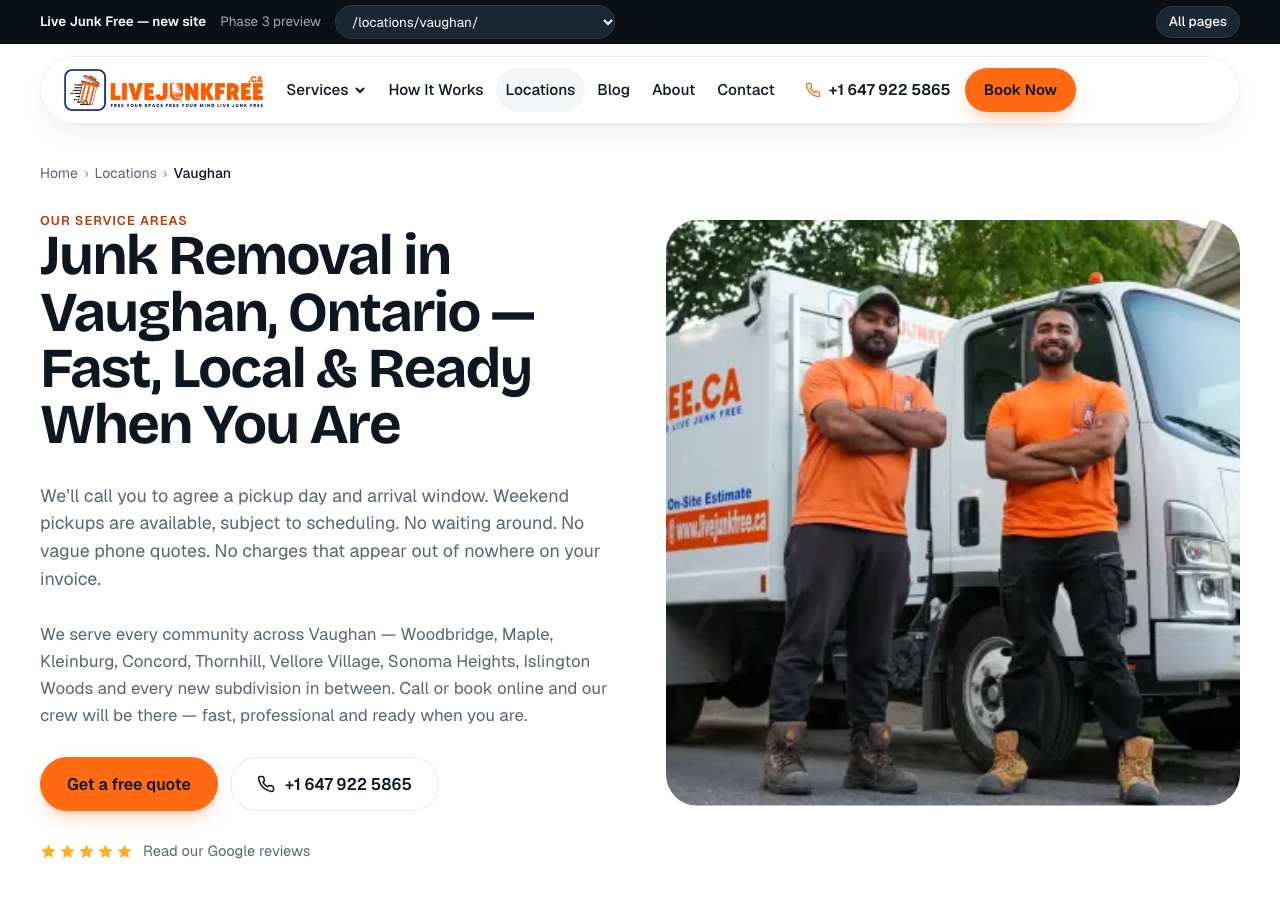 Live Junk Free — new site Phase 3 preview /locations/vaughan/ All pages
LIVEJUNKFREE .CA
FREE YOUR SPACE FREE YOUR MIND LIVE JUNK FREE
Services How It Works Locations Blog About Contact +1 647 922 5865 Book Now
Home › Locations › Vaughan
OUR SERVICE AREAS
Junk Removal in
Vaughan, Ontario —
Fast, Local & Ready
When You Are
We’ll call you to agree a pickup day and arrival window. Weekend
pickups are available, subject to scheduling. No waiting around. No
vague phone quotes. No charges that appear out of nowhere on your
invoice.
We serve every community across Vaughan — Woodbridge, Maple,
Kleinburg, Concord, Thornhill, Vellore Village, Sonoma Heights, Islington
Woods and every new subdivision in between. Call or book online and our
crew will be there — fast, professional and ready when you are.
Get a free quote +1 647 922 5865
Read our Google reviews
EE.CA
LIVE JUNK FREE
On-Site Estimate
www.livejunkfree.ca